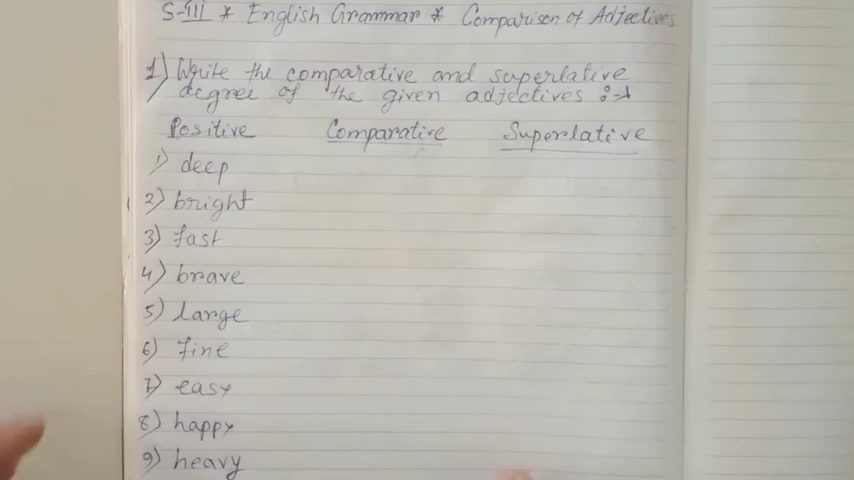 S-III * English Grammar * Comparison of Adjectives
1) Write the comparative and superlative
degree of the given adjectives :→
Positive Comparative Superlative
1) deep
2) bright
3) fast
4) brave
5) large
6) fine
7) easy
8) happy
9) heavy